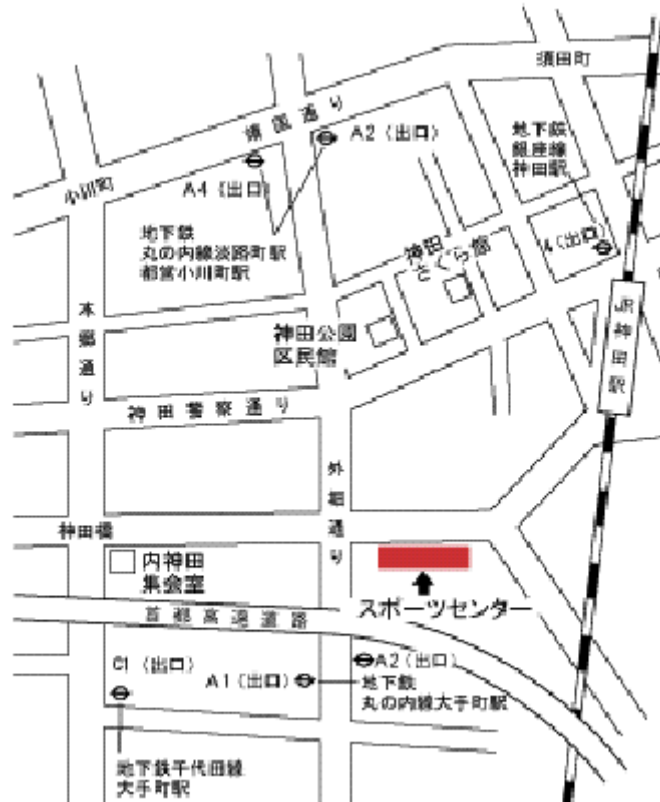 須田町
靖国通り
A2（出口）
地下鉄
銀座線
神田駅
小川町
A4（出口）
地下鉄
丸の内線淡路町駅
都営小川町駅
神田
さくら館
4（出口）
本郷通り
神田公園
区民館
神田駅
神田警察通り
外堀通り
神田橋
内神田
集会室
スポーツセンター
首都高速道路
C1（出口）
A1（出口）
A2（出口）
地下鉄
丸の内線大手町駅
地下鉄千代田線
大手町駅